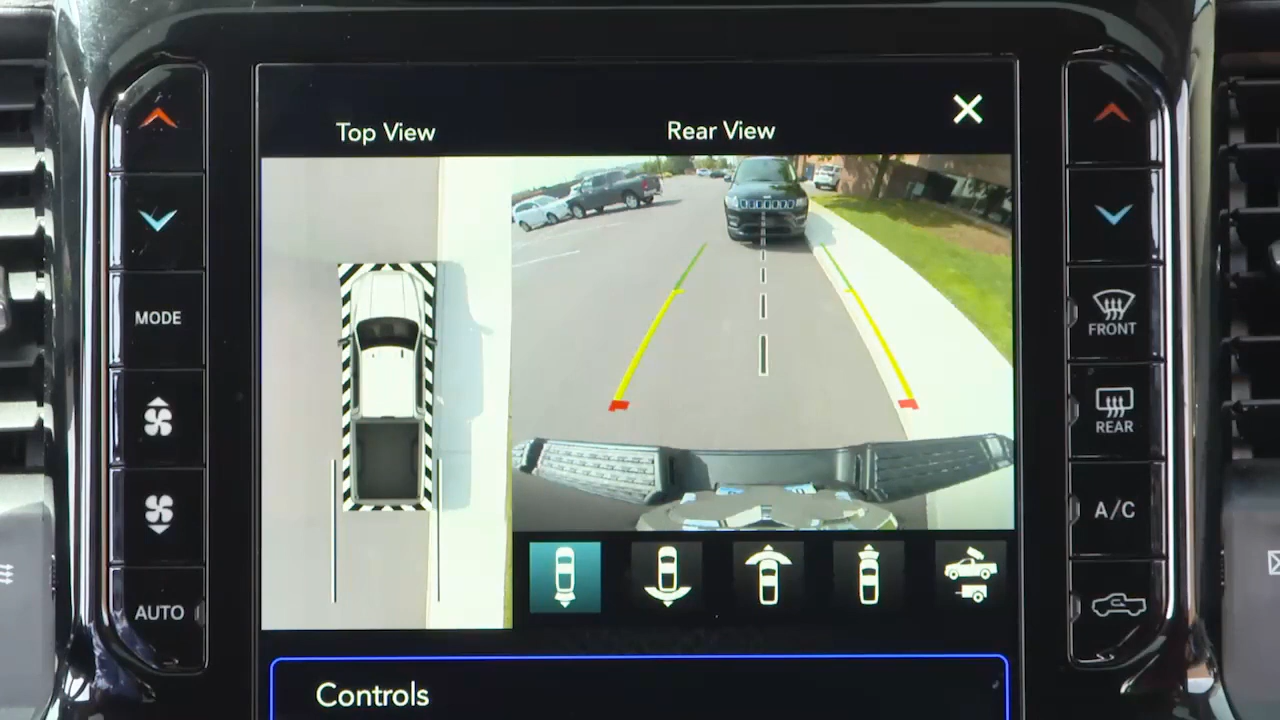 Top View
Rear View
MODE
AUTO
FRONT
REAR
A/C
Controls